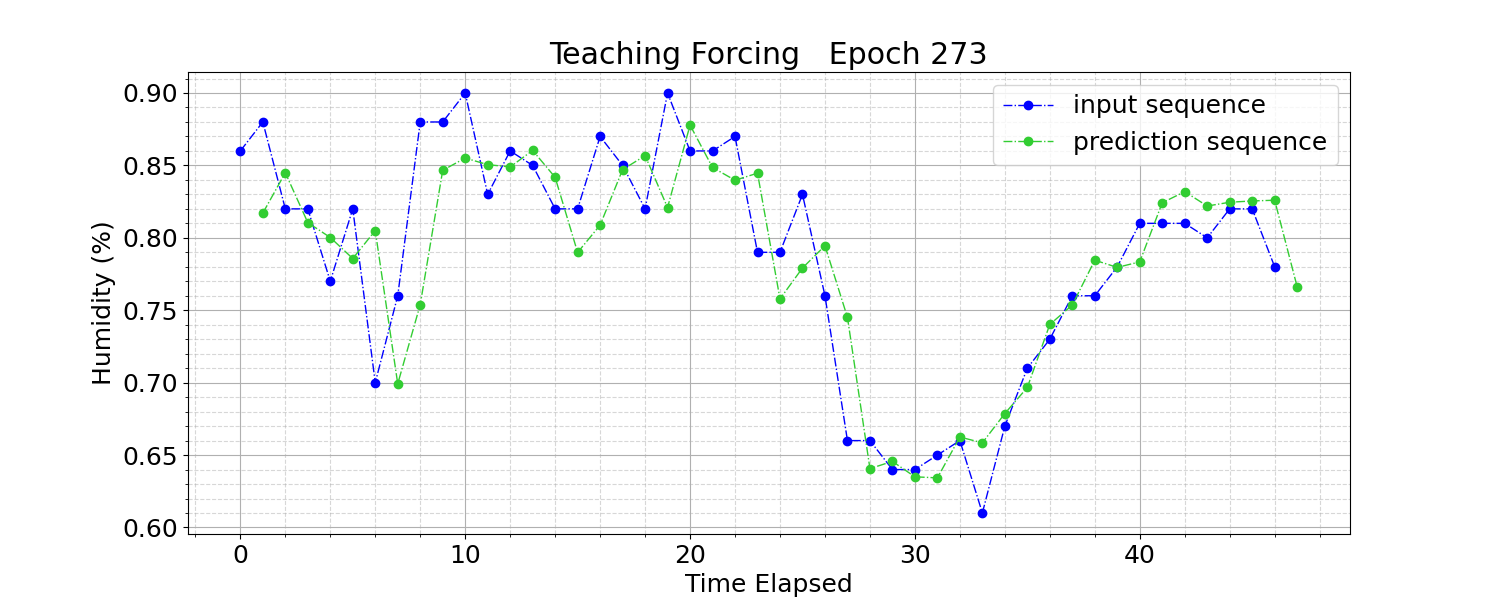 Teaching Forcing   Epoch 273
input sequence
prediction sequence
Humidity (%)
0.90
0.85
0.80
0.75
0.70
0.65
0.60
0 10 20 30 40
Time Elapsed